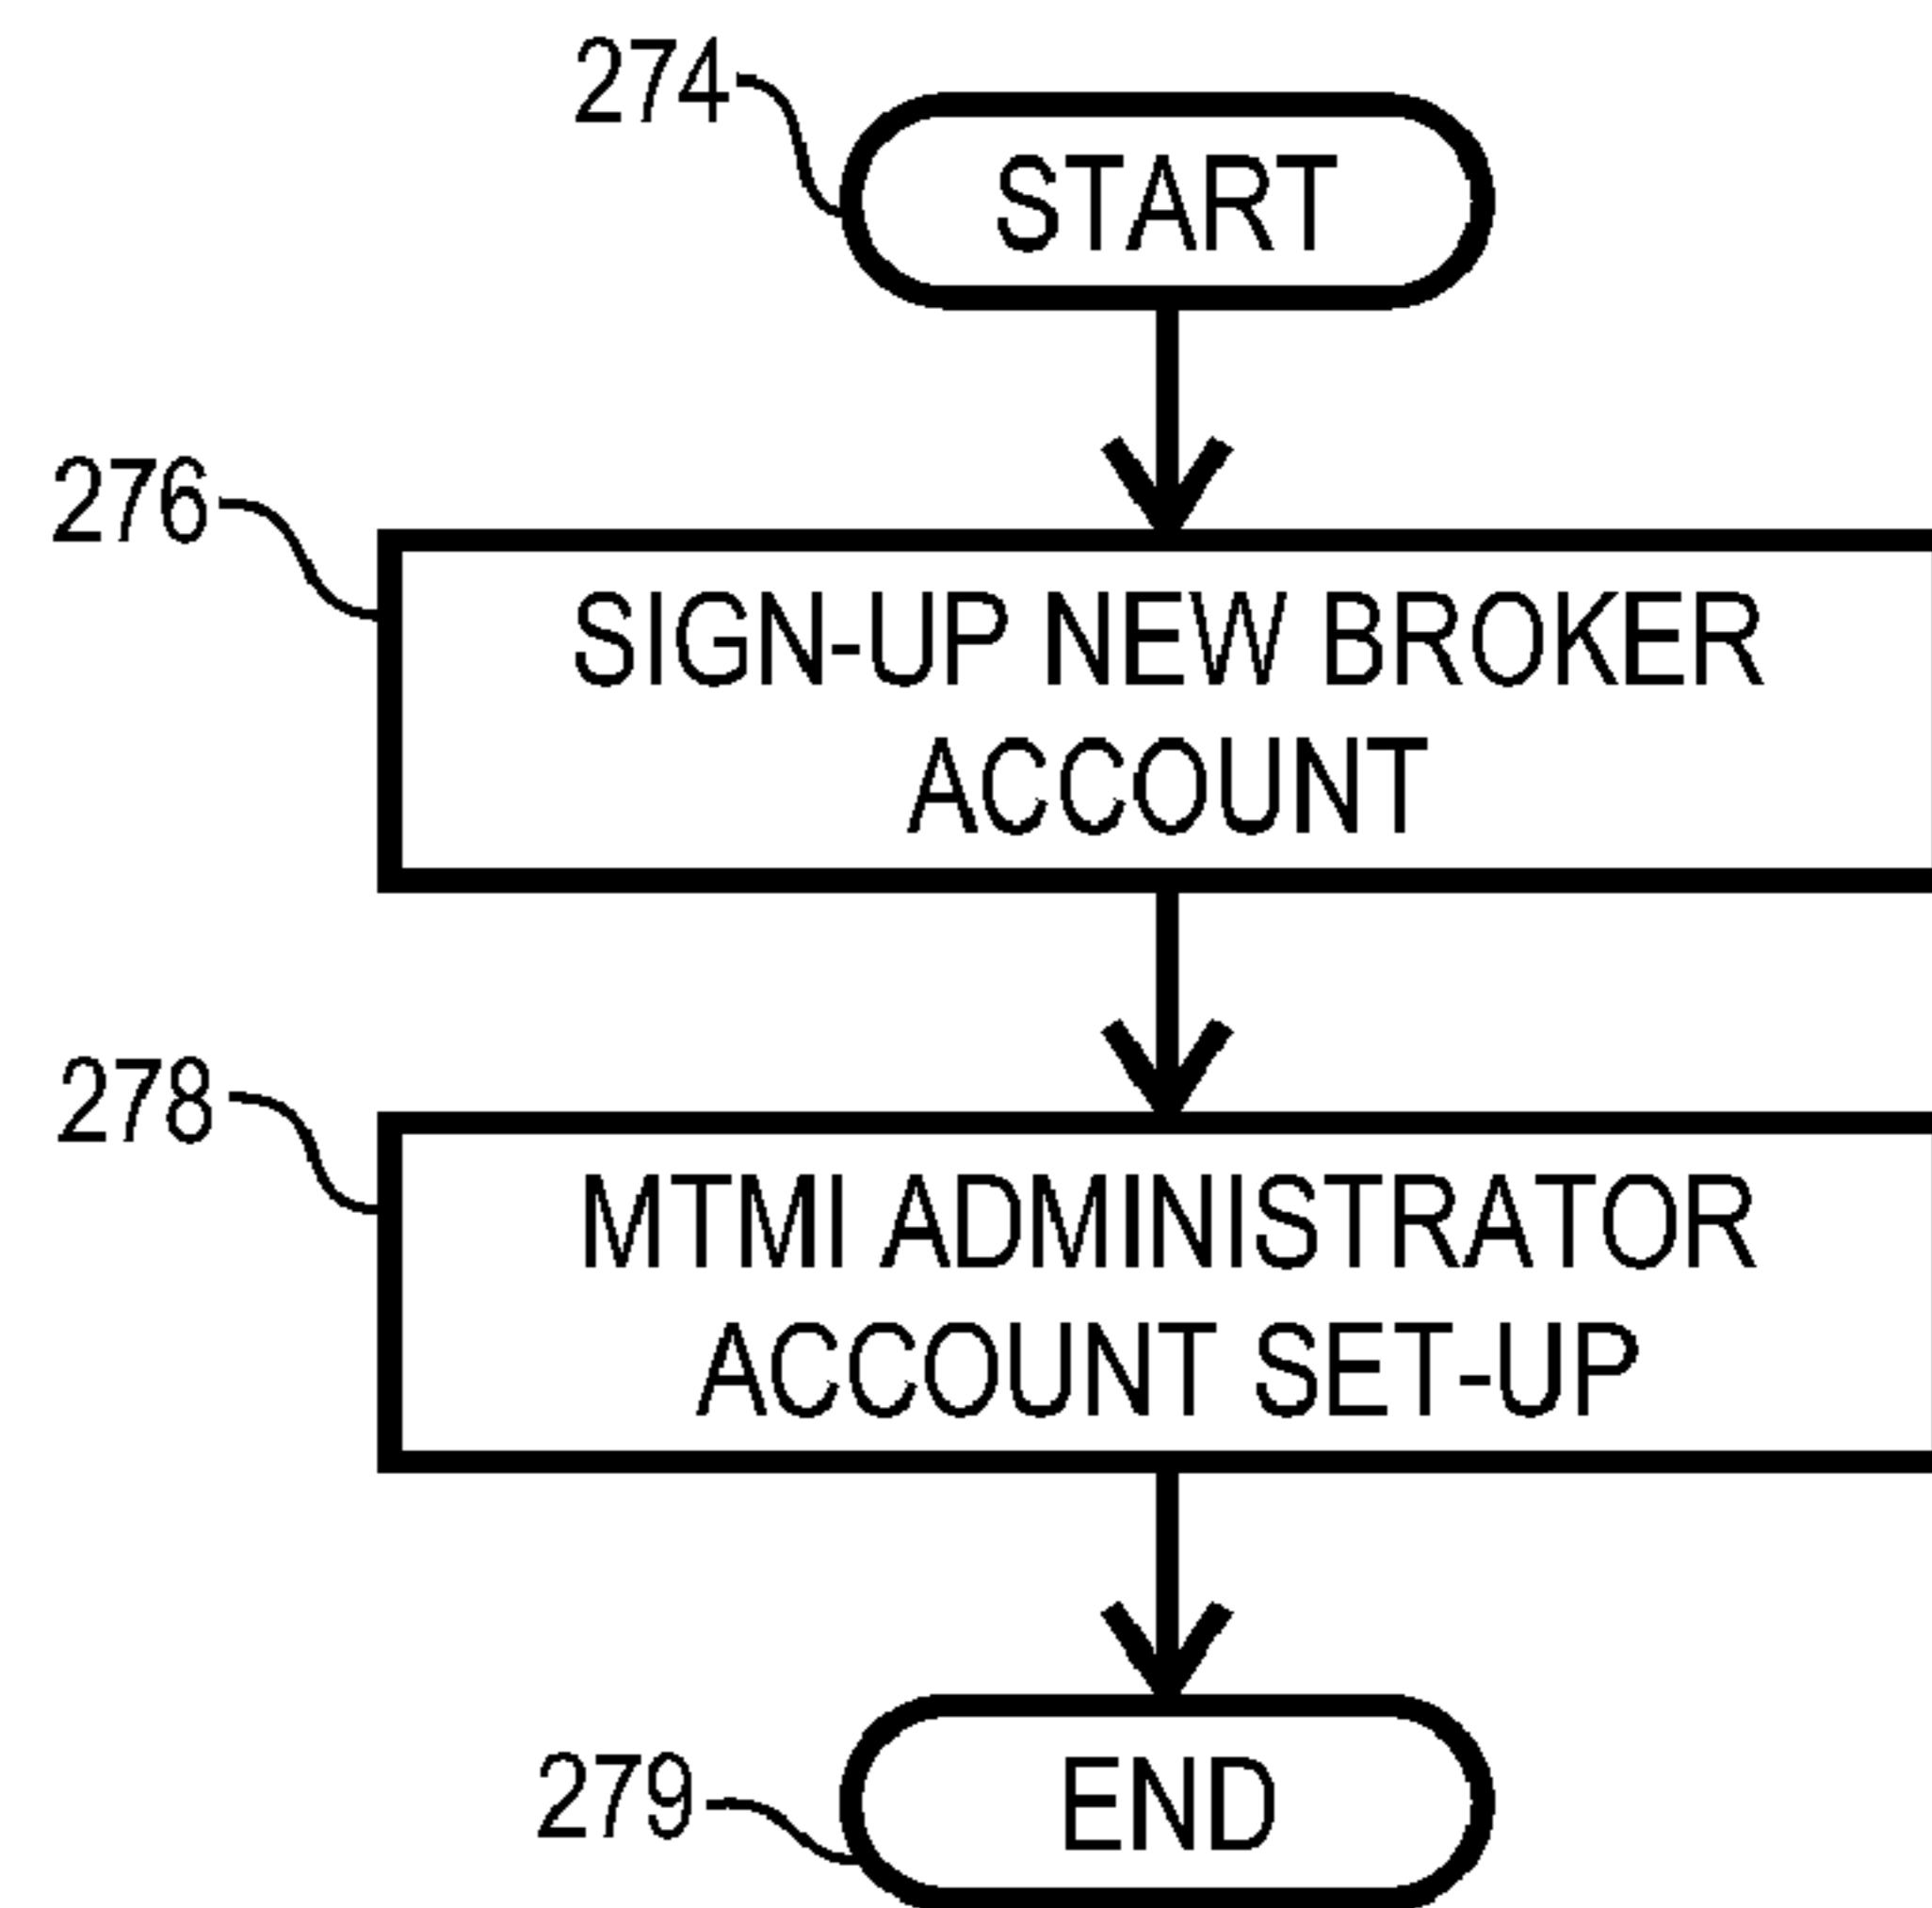 274
START
276
SIGN-UP NEW BROKER
ACCOUNT
278
MTMI ADMINISTRATOR
ACCOUNT SET-UP
279
END